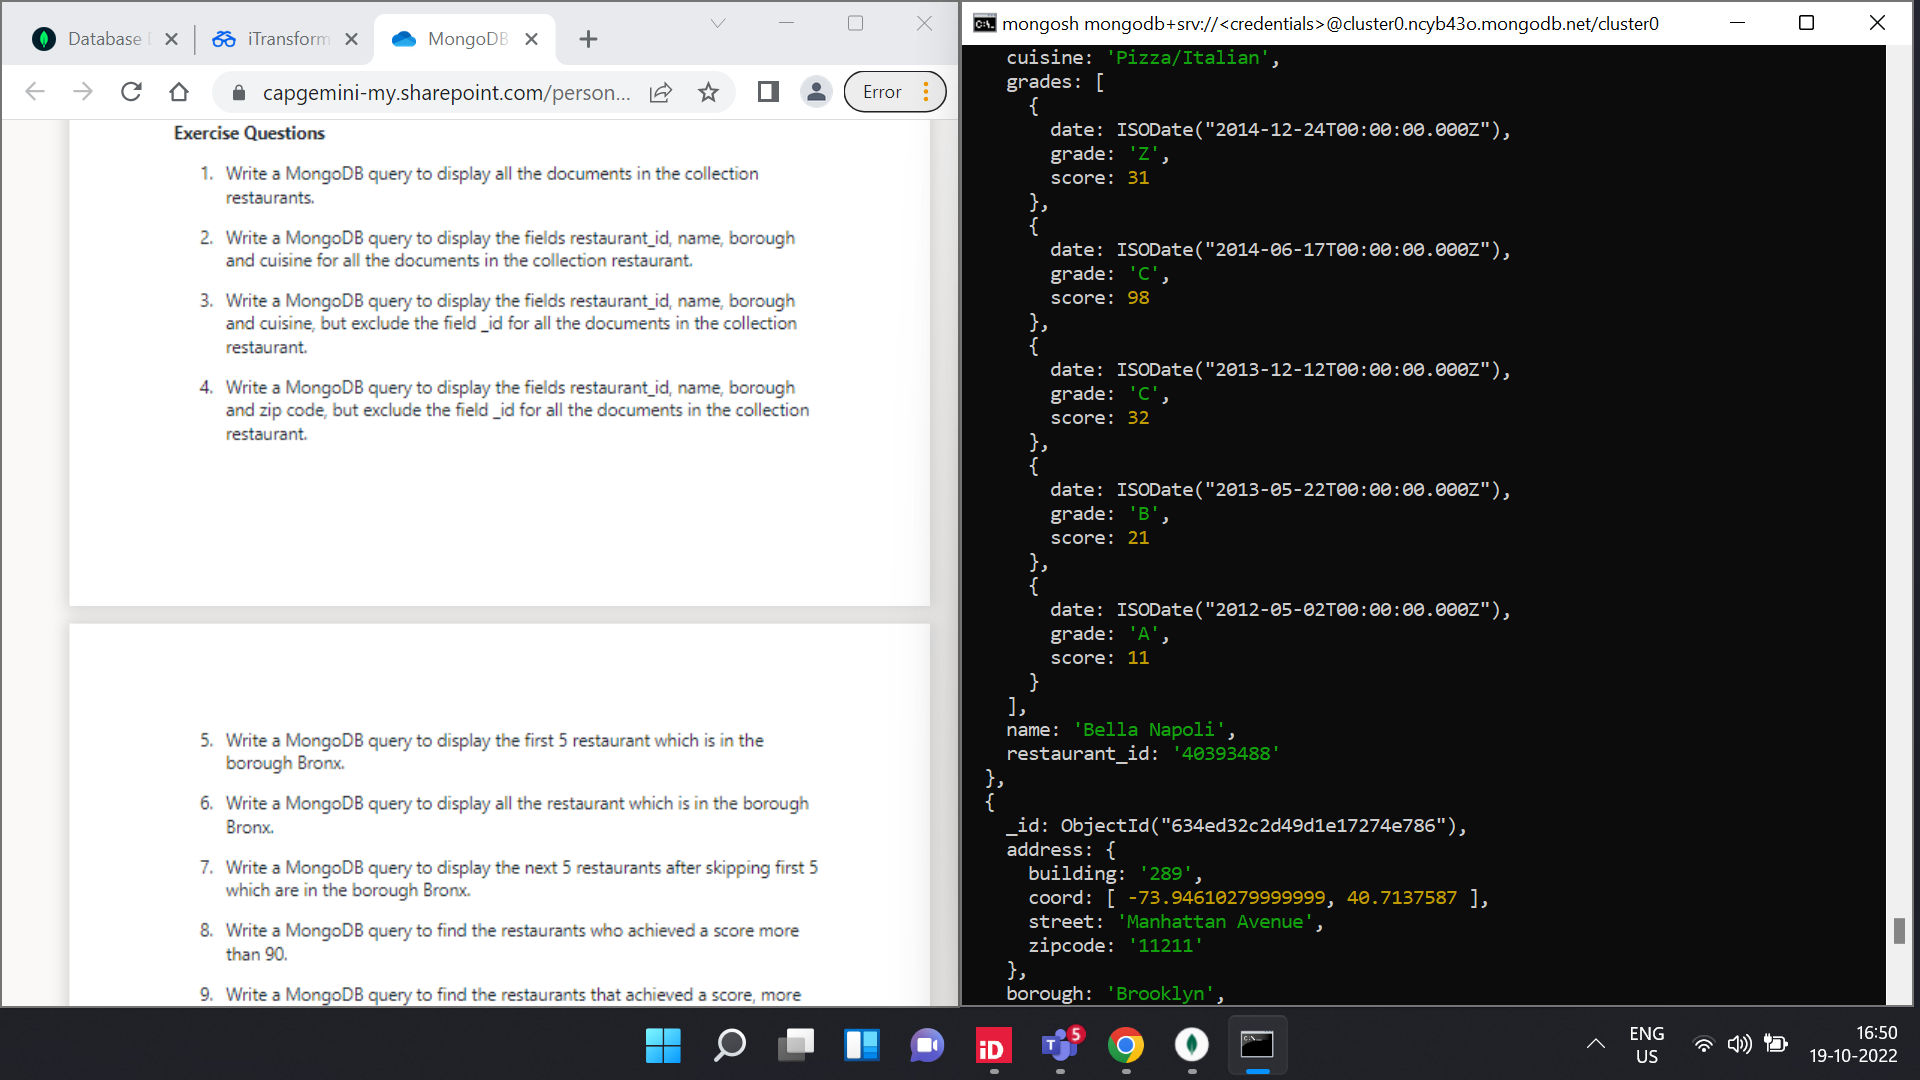 Database
iTransform
MongoDB
capgemini-my.sharepoint.com/person...
Error
Exercise Questions
1. Write a MongoDB query to display all the documents in the collection
restaurants.
2. Write a MongoDB query to display the fields restaurant_id, name, borough
and cuisine for all the documents in the collection restaurant.
3. Write a MongoDB query to display the fields restaurant_id, name, borough
and cuisine, but exclude the field _id for all the documents in the collection
restaurant.
4. Write a MongoDB query to display the fields restaurant_id, name, borough
and zip code, but exclude the field _id for all the documents in the collection
restaurant.
5. Write a MongoDB query to display the first 5 restaurant which is in the
borough Bronx.
6. Write a MongoDB query to display all the restaurant which is in the borough
Bronx.
7. Write a MongoDB query to display the next 5 restaurants after skipping first 5
which are in the borough Bronx.
8. Write a MongoDB query to find the restaurants who achieved a score more
than 90.
9. Write a MongoDB query to find the restaurants that achieved a score, more
mongosh mongodb+srv://<credentials>@cluster0.ncyb43o.mongodb.net/cluster0
cuisine: 'Pizza/Italian',
grades: [
{
date: ISODate("2014-12-24T00:00:00.000Z"),
grade: 'Z',
score: 31
},
{
date: ISODate("2014-06-17T00:00:00.000Z"),
grade: 'C',
score: 98
},
{
date: ISODate("2013-12-12T00:00:00.000Z"),
grade: 'C',
score: 32
},
{
date: ISODate("2013-05-22T00:00:00.000Z"),
grade: 'B',
score: 21
},
{
date: ISODate("2012-05-02T00:00:00.000Z"),
grade: 'A',
score: 11
}
],
name: 'Bella Napoli',
restaurant_id: '40393488'
},
{
_id: ObjectId("634ed32c2d49d1e17274e786"),
address: {
building: '289',
coord: [ -73.94610279999999, 40.7137587 ],
street: 'Manhattan Avenue',
zipcode: '11211'
},
borough: 'Brooklyn',
iD
T
5
ENG
US
16:50
19-10-2022